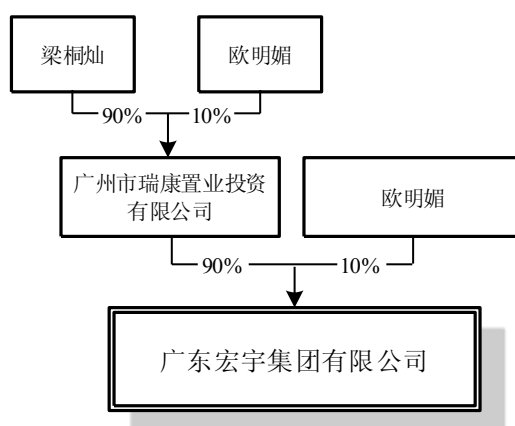 梁桐灿
欧明媚
90%
10%
广州市瑞康置业投资
有限公司
欧明媚
90%
10%
广东宏宇集团有限公司